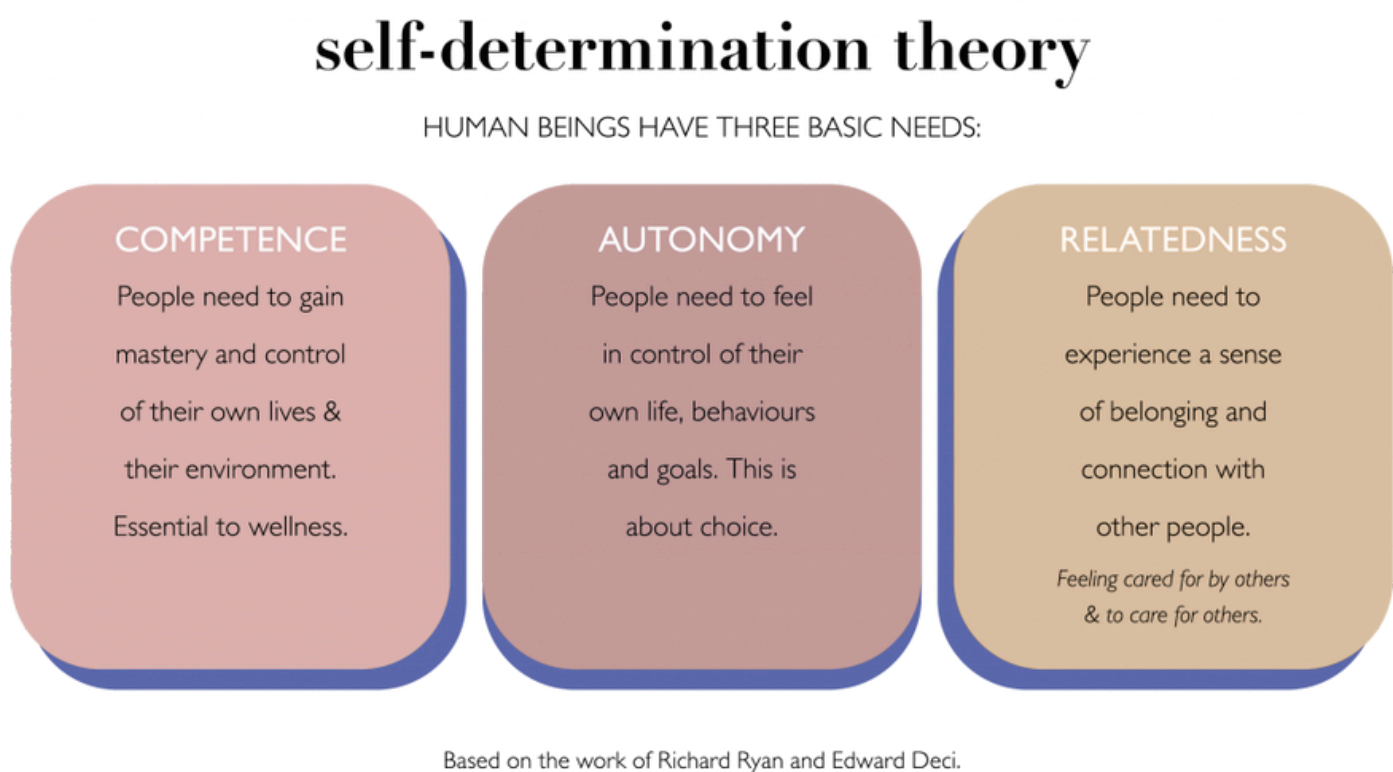 self-determination theory
HUMAN BEINGS HAVE THREE BASIC NEEDS:
COMPETENCE
People need to gain
mastery and control
of their own lives &
their environment.
Essential to wellness.
AUTONOMY
People need to feel
in control of their
own life, behaviours
and goals. This is
about choice.
RELATEDNESS
People need to
experience a sense
of belonging and
connection with
other people.
Feeling cared for by others
& to care for others.
Based on the work of Richard Ryan and Edward Deci.